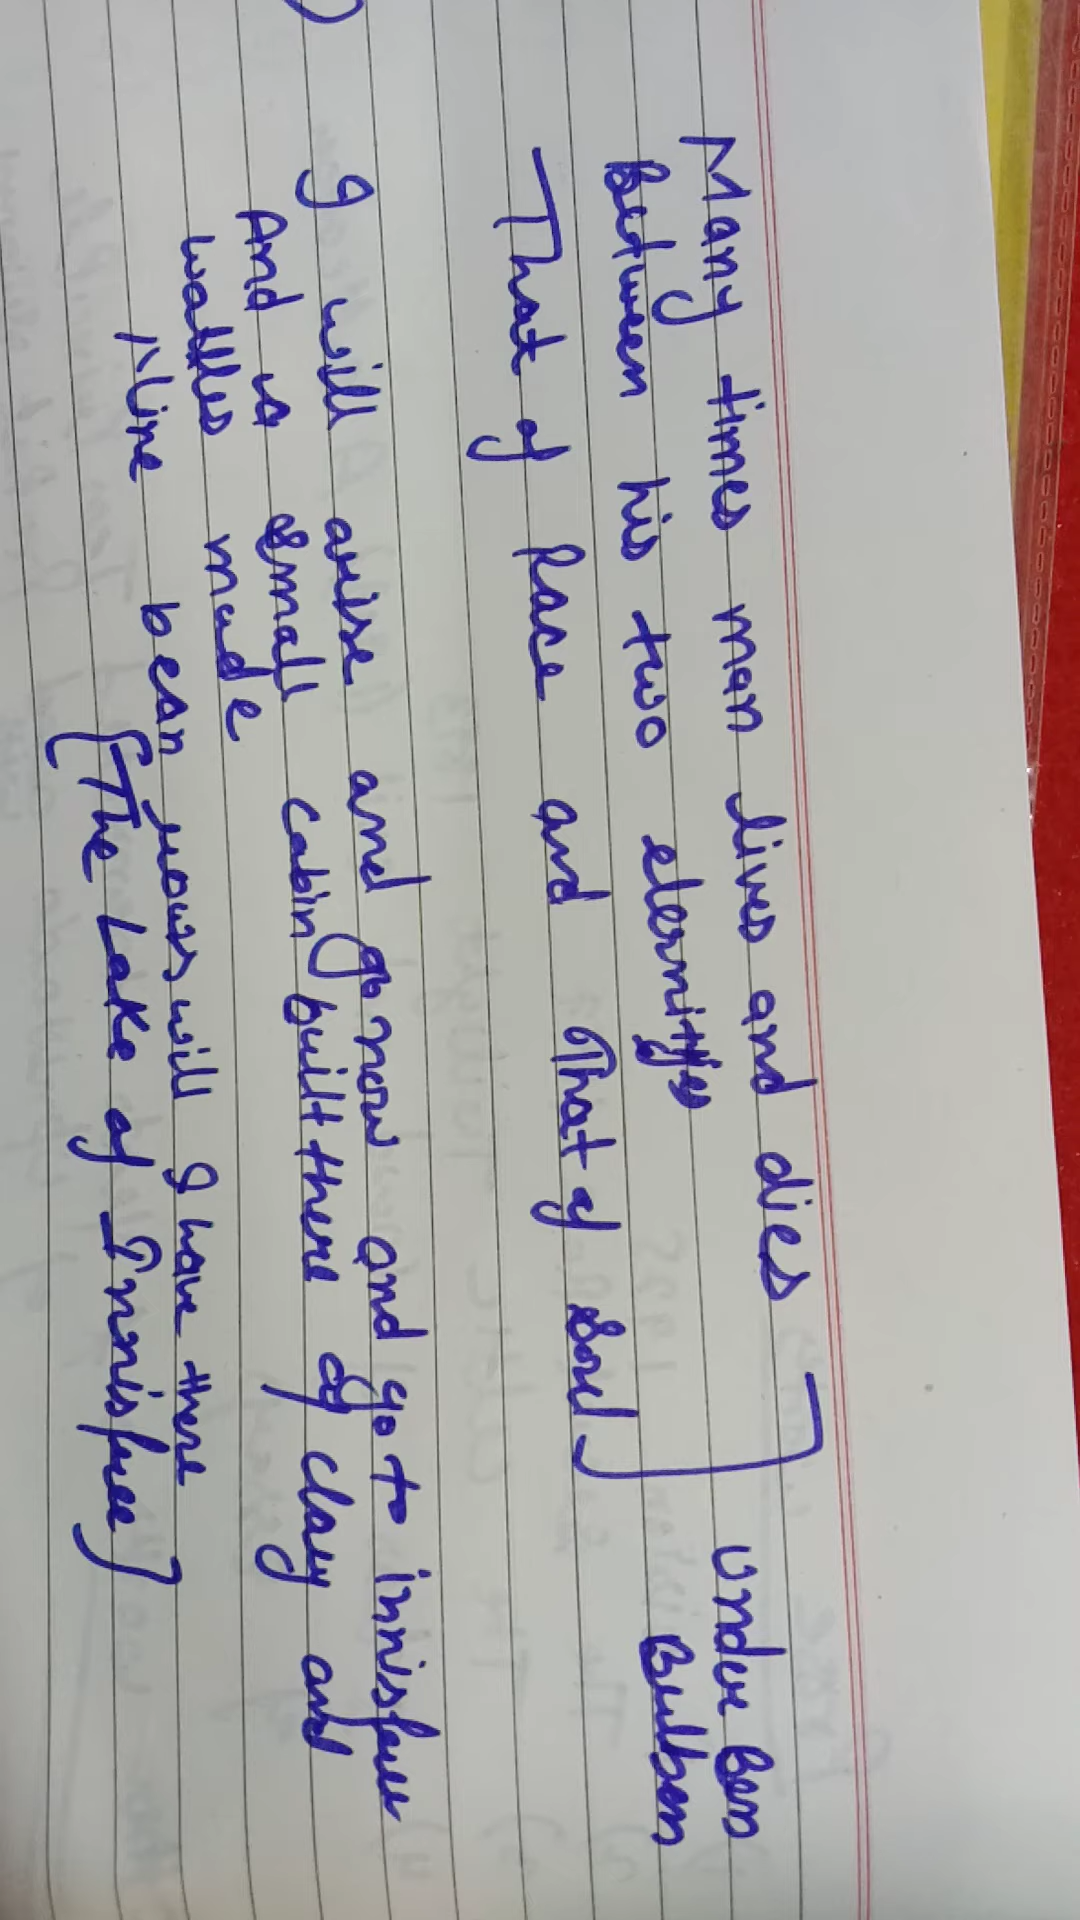 Many times man lives and dies
Between his two eternities
That of Race and That of Soul
Under Ben
Bulben
I will arise and go now and go to innisfree
And a small cabin built there of clay and
wattles made
Nine bean rows will I have there
[The Lake of Innisfree]